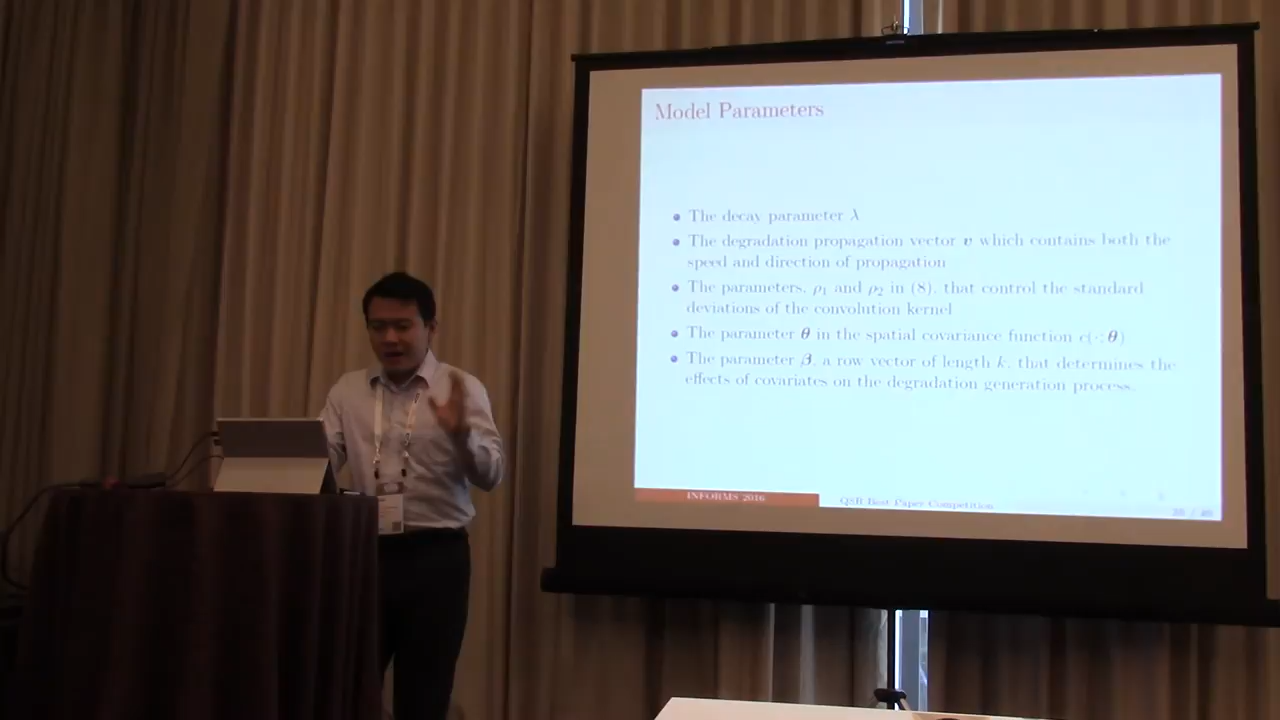 Model Parameters
The decay parameter λ
The degradation propagation vector v which contains both the
speed and direction of propagation
The parameters, ρ1 and ρ2 in (8), that control the standard
deviations of the convolution kernel
The parameter θ in the spatial covariance function c(·; θ)
The parameter β, a row vector of length k, that determines the
effects of covariates on the degradation generation process.
INFORMS 2016
QSR Best Paper Competition